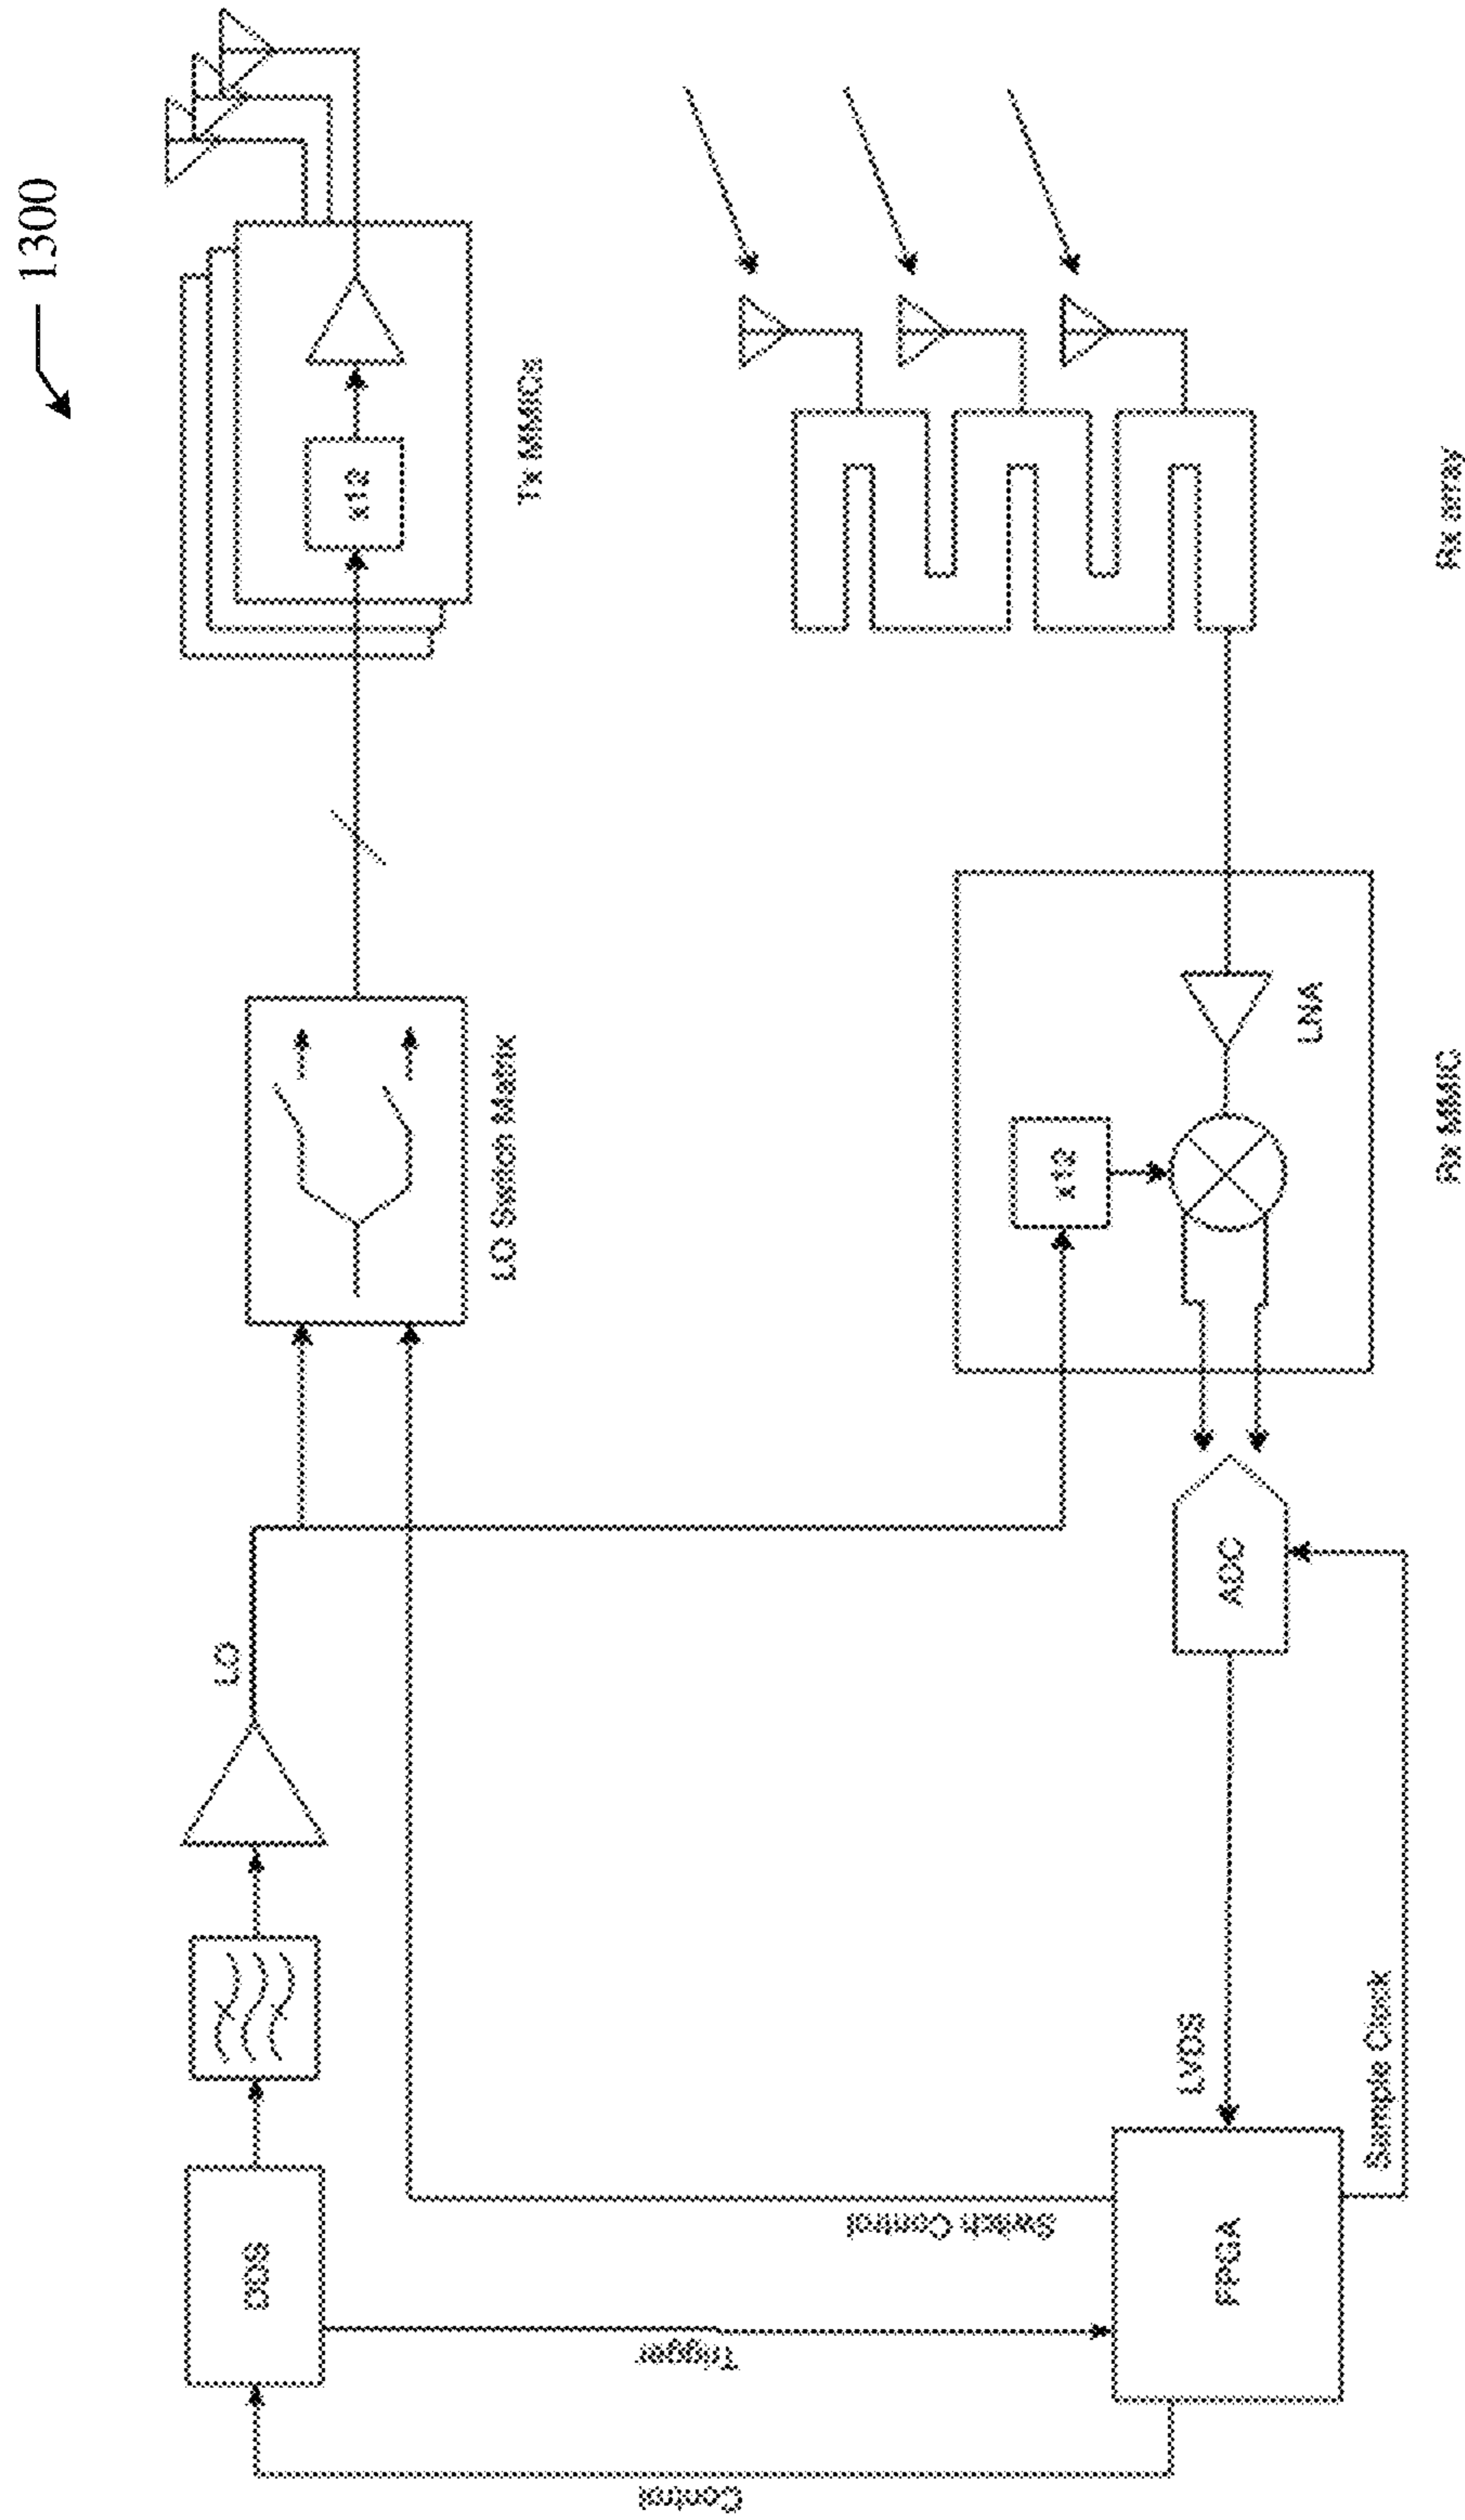 1300
Control
DDS
Trigger
Switch Control
FPGA
LVDS
Sample Clock
LO
ADC
LO Switch Matrix
x12
LNA
Rx MMIC
x12
Tx MMICs
Rx array